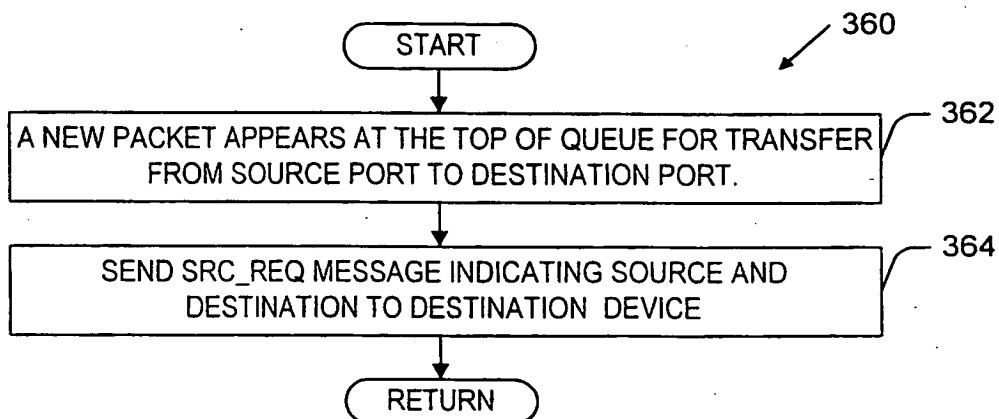 START
360
A NEW PACKET APPEARS AT THE TOP OF QUEUE FOR TRANSFER
FROM SOURCE PORT TO DESTINATION PORT.
362
SEND SRC_REQ MESSAGE INDICATING SOURCE AND
DESTINATION TO DESTINATION DEVICE
364
RETURN